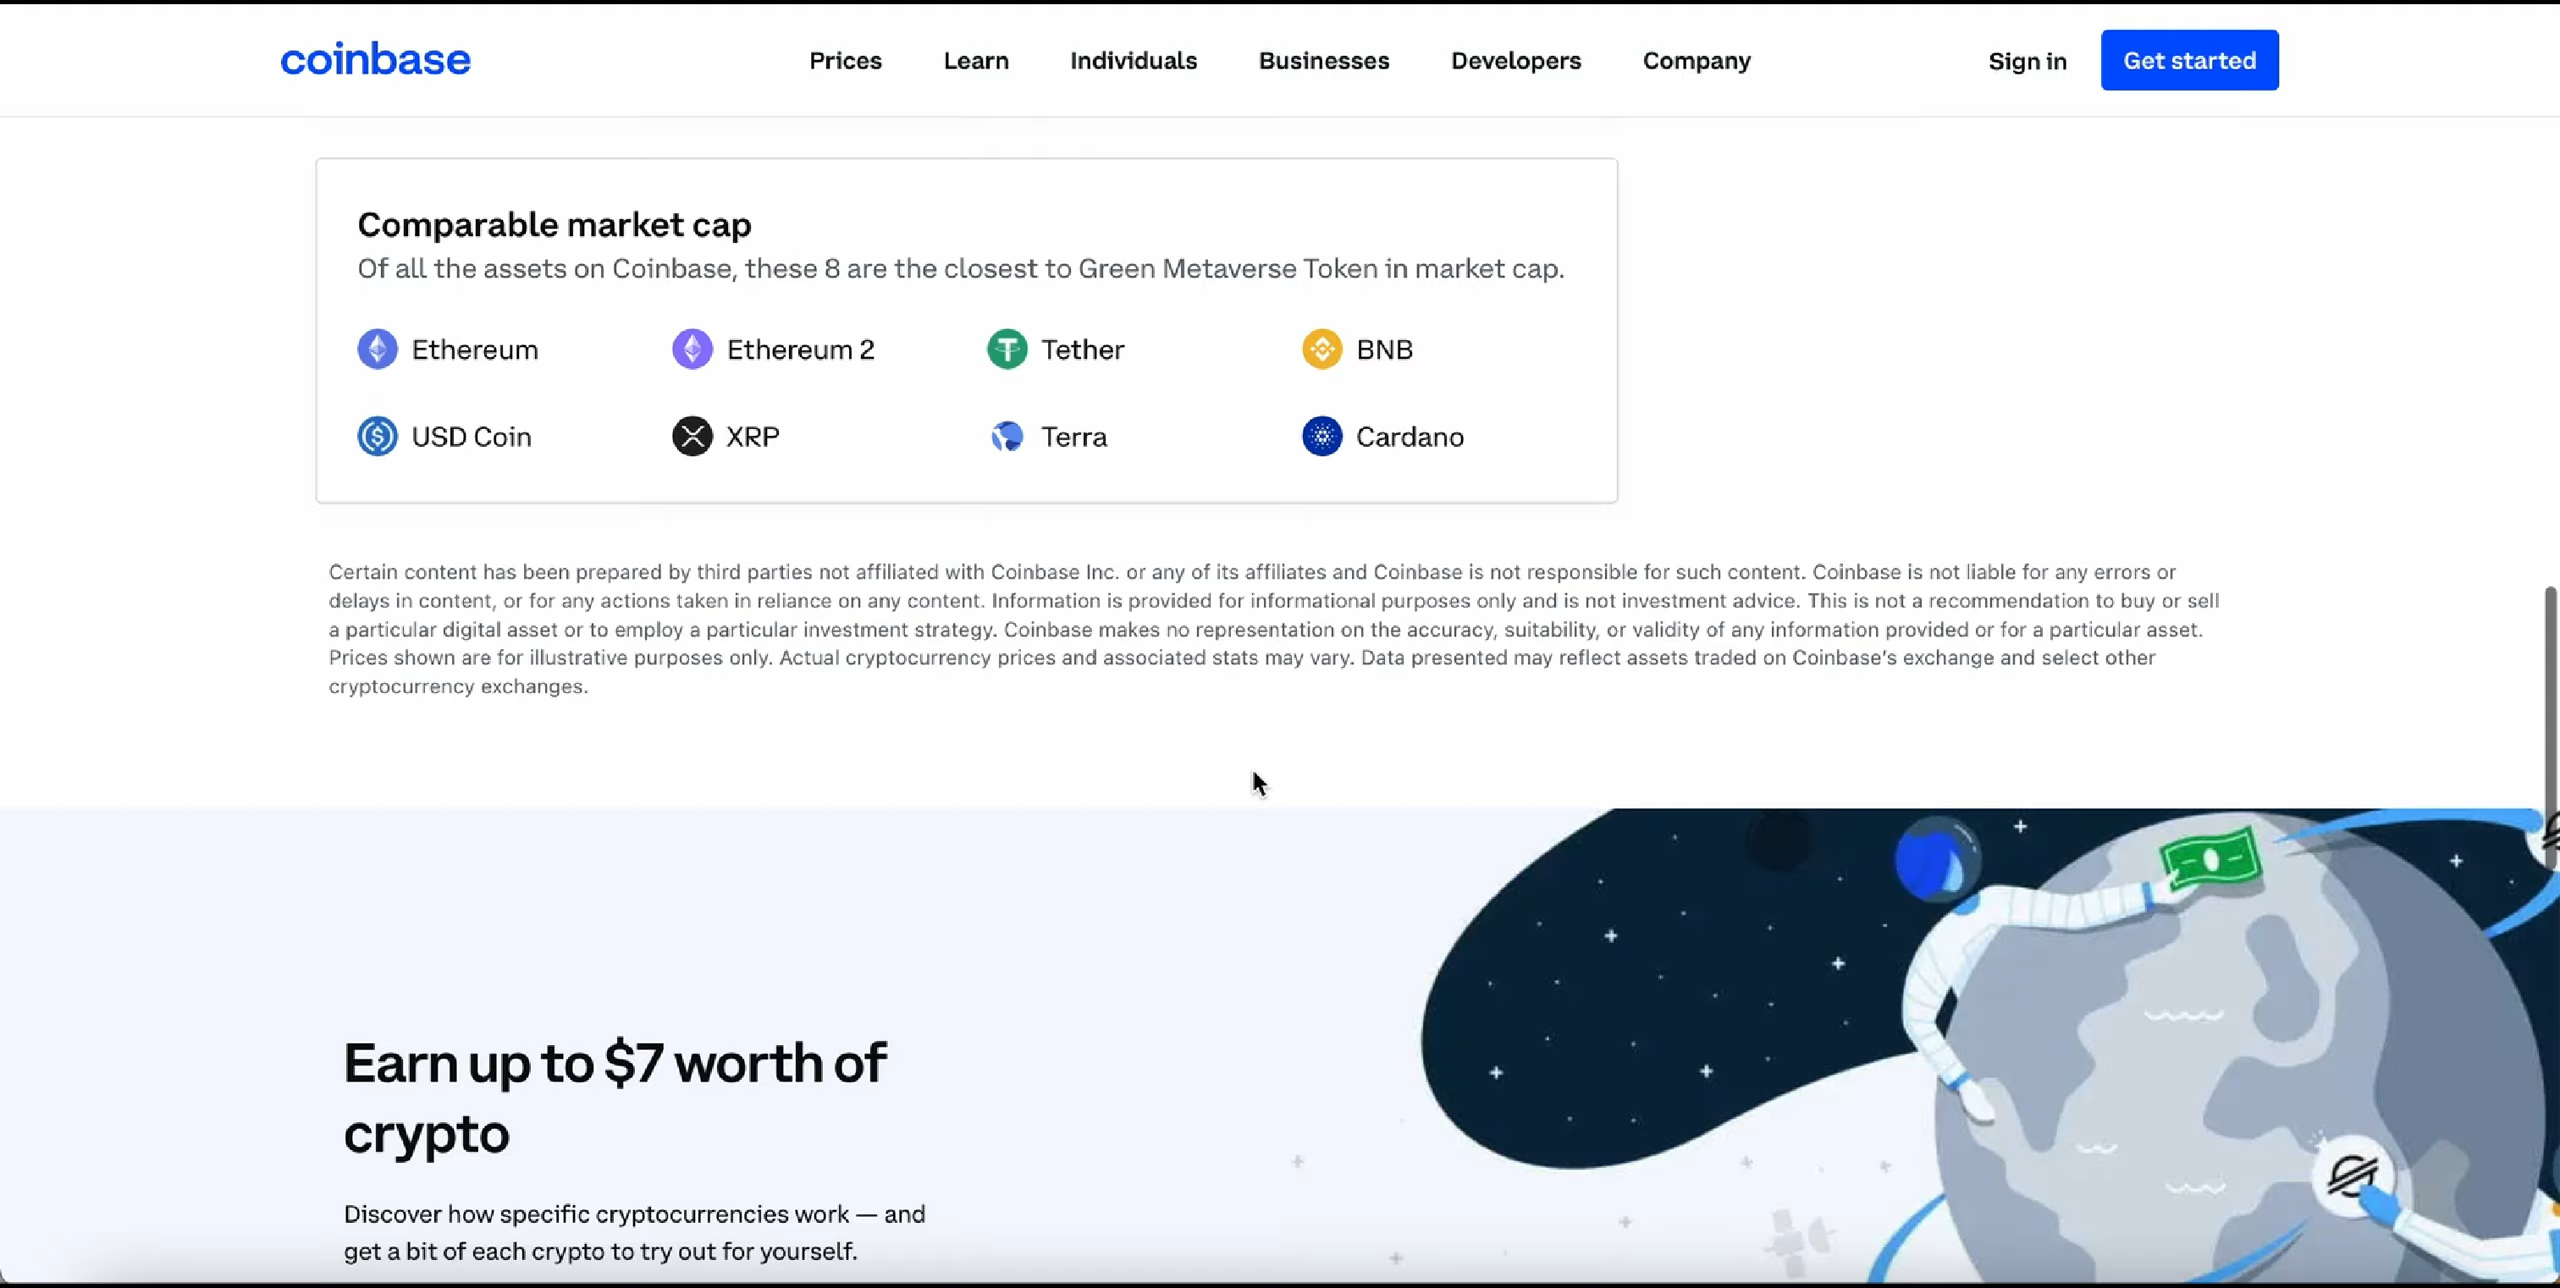 coinbase
Prices Learn Individuals Businesses Developers Company
Sign in Get started
Comparable market cap
Of all the assets on Coinbase, these 8 are the closest to Green Metaverse Token in market cap.
Ethereum Ethereum 2 Tether BNB
USD Coin XRP Terra Cardano
Certain content has been prepared by third parties not affiliated with Coinbase Inc. or any of its affiliates and Coinbase is not responsible for such content. Coinbase is not liable for any errors or
delays in content, or for any actions taken in reliance on any content. Information is provided for informational purposes only and is not investment advice. This is not a recommendation to buy or sell
a particular digital asset or to employ a particular investment strategy. Coinbase makes no representation on the accuracy, suitability, or validity of any information provided or for a particular asset.
Prices shown are for illustrative purposes only. Actual cryptocurrency prices and associated stats may vary. Data presented may reflect assets traded on Coinbase's exchange and select other
cryptocurrency exchanges.
Earn up to $7 worth of
crypto
Discover how specific cryptocurrencies work — and
get a bit of each crypto to try out for yourself.